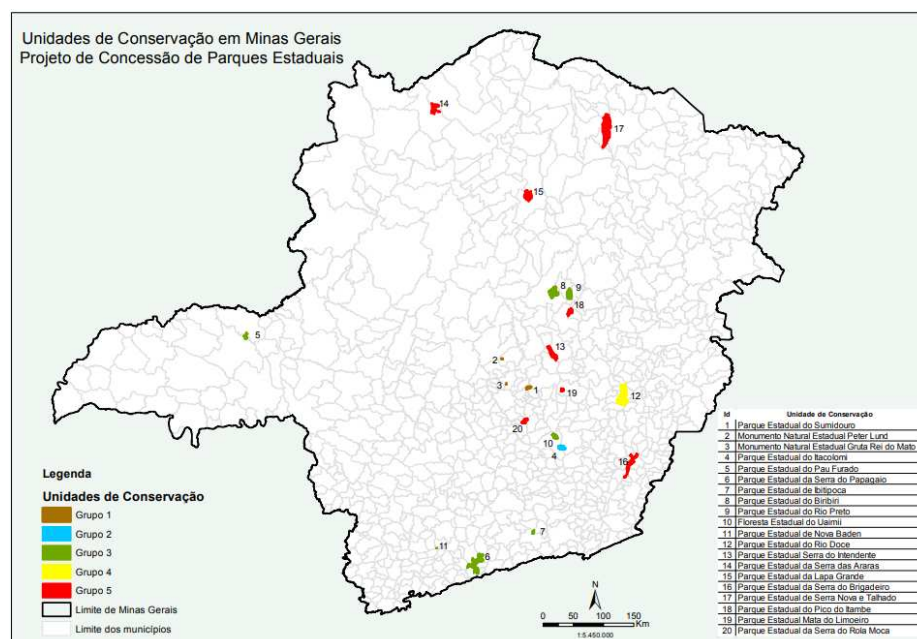 Unidades de Conservação em Minas Gerais
Projeto de Concessão de Parques Estaduais
14
17
15
8
9
18
5
13
2
3
1
19
12
20
10
4
16
7
11
6
Legenda
Unidades de Conservação
Grupo 1
Grupo 2
Grupo 3
Grupo 4
Grupo 5
Limite de Minas Gerais
Limite dos municípios
N
0 25 50 100 150
Km
1:5.450.000
Id Unidade de Conservação
1 Parque Estadual do Sumidouro
2 Monumento Natural Estadual Peter Lund
3 Monumento Natural Estadual Gruta Rei do Mato
4 Parque Estadual do Itacolomi
5 Parque Estadual do Pau Furado
6 Parque Estadual da Serra do Papagaio
7 Parque Estadual de Ibitipoca
8 Parque Estadual do Biribiri
9 Parque Estadual do Rio Preto
10 Floresta Estadual do Uaimii
11 Parque Estadual de Nova Baden
12 Parque Estadual do Rio Doce
13 Parque Estadual Serra do Intendente
14 Parque Estadual da Serra das Araras
15 Parque Estadual da Lapa Grande
16 Parque Estadual da Serra do Brigadeiro
17 Parque Estadual de Serra Nova e Talhado
18 Parque Estadual do Pico do Itambe
19 Parque Estadual Mata do Limoeiro
20 Parque Estadual da Serra do Rola Moca